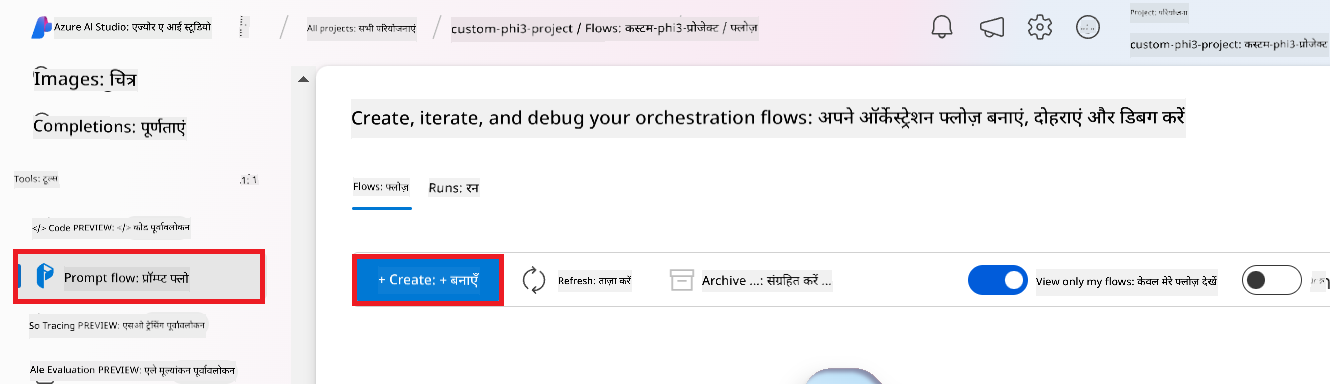 Azure AI Studio: एज्योर ए आई स्टूडियो
All projects: सभी परियोजनाएं
custom-phi3-project / Flows: कस्टम-phi3-प्रोजेक्ट / फ्लोज़
Project: परियोजना
custom-phi3-project: कस्टम-phi3-प्रोजेक्ट
Images: चित्र
Completions: पूर्णताएं
Tools: टूल्स
</> Code PREVIEW: </> कोड पूर्वावलोकन
Prompt flow: प्रॉम्प्ट फ्लो
So Tracing PREVIEW: एसओ ट्रेसिंग पूर्वावलोकन
Ale Evaluation PREVIEW: एले मूल्यांकन पूर्वावलोकन
Create, iterate, and debug your orchestration flows: अपने ऑर्केस्ट्रेशन फ्लोज़ बनाएं, दोहराएं और डिबग करें
Flows: फ्लोज़
Runs: रन
+ Create: + बनाएँ
Refresh: ताज़ा करें
Archive ...: संग्रहित करें ...
View only my flows: केवल मेरे फ्लोज़ देखें